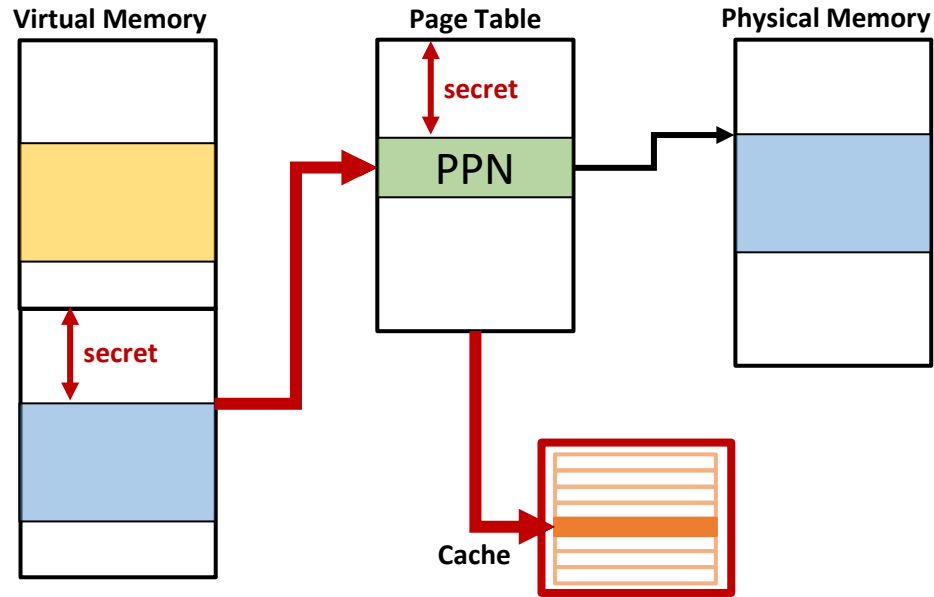 Virtual Memory
Page Table
Physical Memory
secret
PPN
secret
Cache